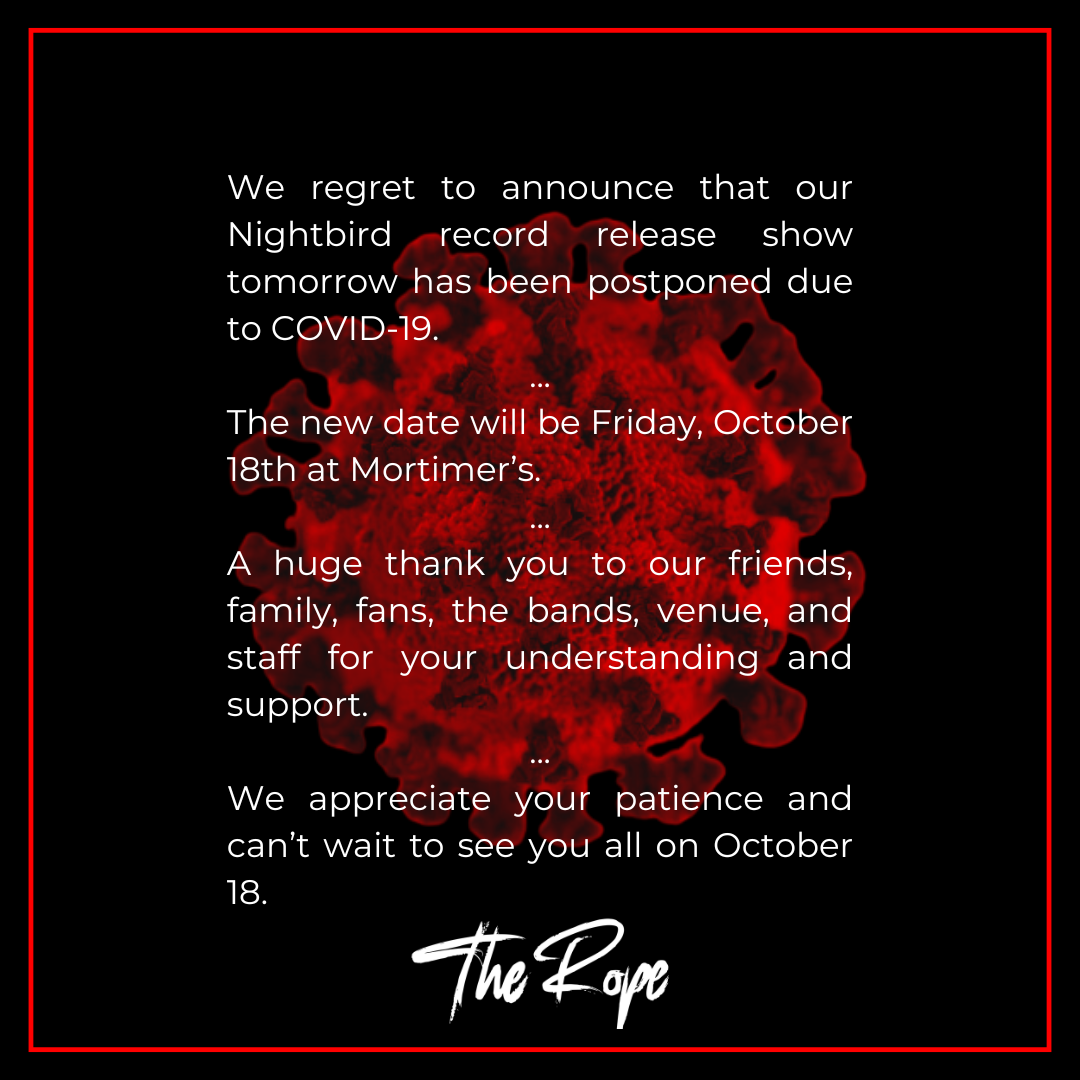 We regret to announce that our
Nightbird record release show
tomorrow has been postponed due
to COVID-19.
...
The new date will be Friday, October
18th at Mortimer’s.
...
A huge thank you to our friends,
family, fans, the bands, venue, and
staff for your understanding and
support.
...
We appreciate your patience and
can’t wait to see you all on October
18.
The Rope